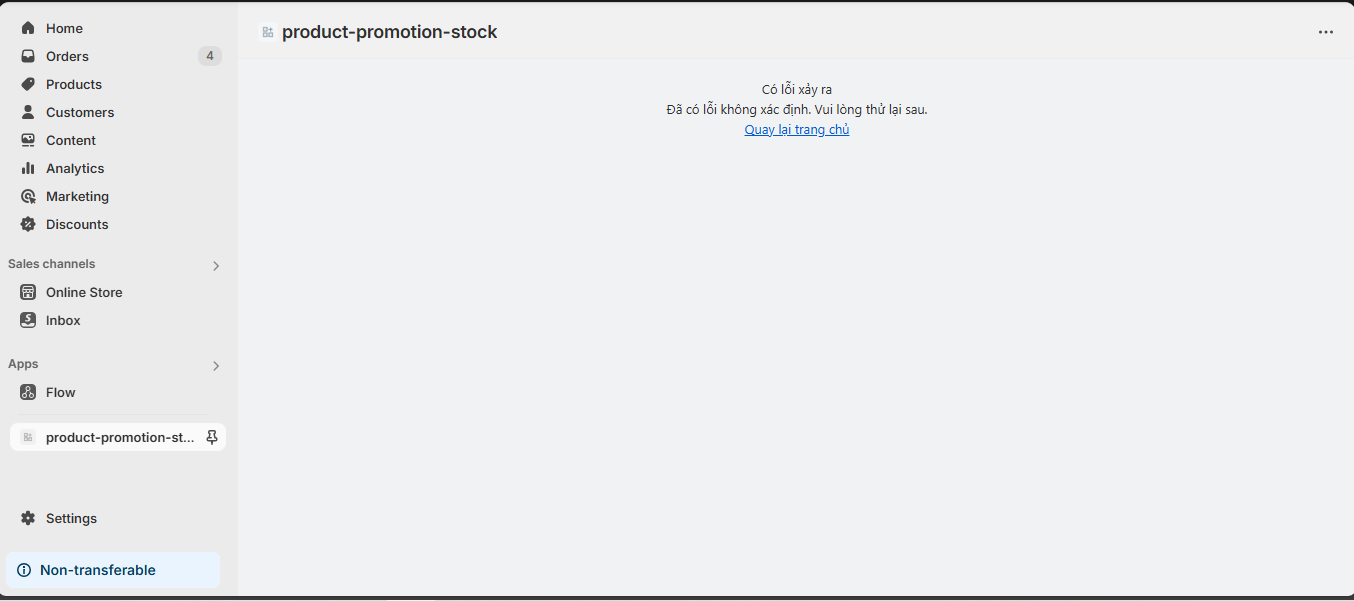 Home
Orders 4
Products
Customers
Content
Analytics
Marketing
Discounts
Sales channels
Online Store
Inbox
Apps
Flow
product-promotion-st...
Settings
Non-transferable
product-promotion-stock
Có lỗi xảy ra
Đã có lỗi không xác định. Vui lòng thử lại sau.
Quay lại trang chủ